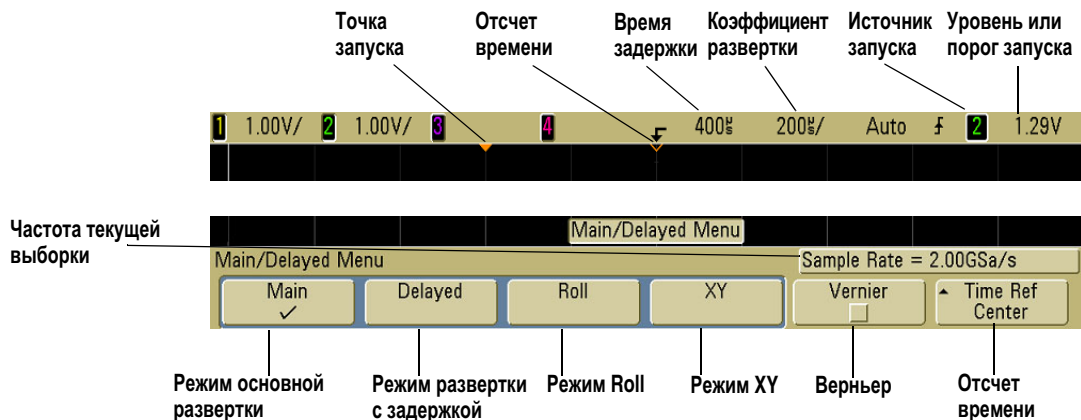 Точка запуска
Отсчет времени
Время задержки
Коэффициент развертки
Источник запуска
Уровень или порог запуска
1 1.00V/ 2 1.00V/ 3 4 400 200 / Auto 2 1.29V
Частота текущей выборки
Main/Delayed Menu
Main/Delayed Menu
Sample Rate = 2.00GSa/s
Main
Delayed
Roll
XY
Vernier
Time Ref
Center
Режим основной развертки
Режим развертки с задержкой
Режим Roll
Режим XY
Верньер
Отсчет времени